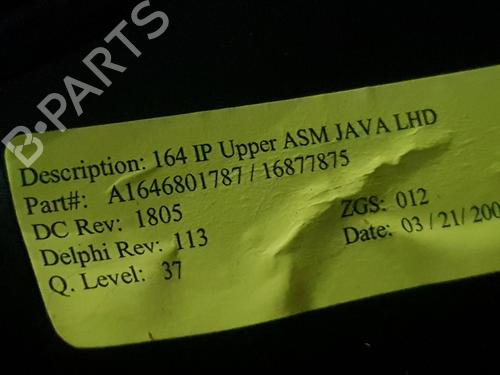 B-PARTS
Description: 164 IP Upper ASM JAVA LHD
Part#: A1646801787 / 16877875
DC Rev: 1805
ZGS: 012
Delphi Rev: 113
Date: 03 / 21 / 200
Q. Level: 37